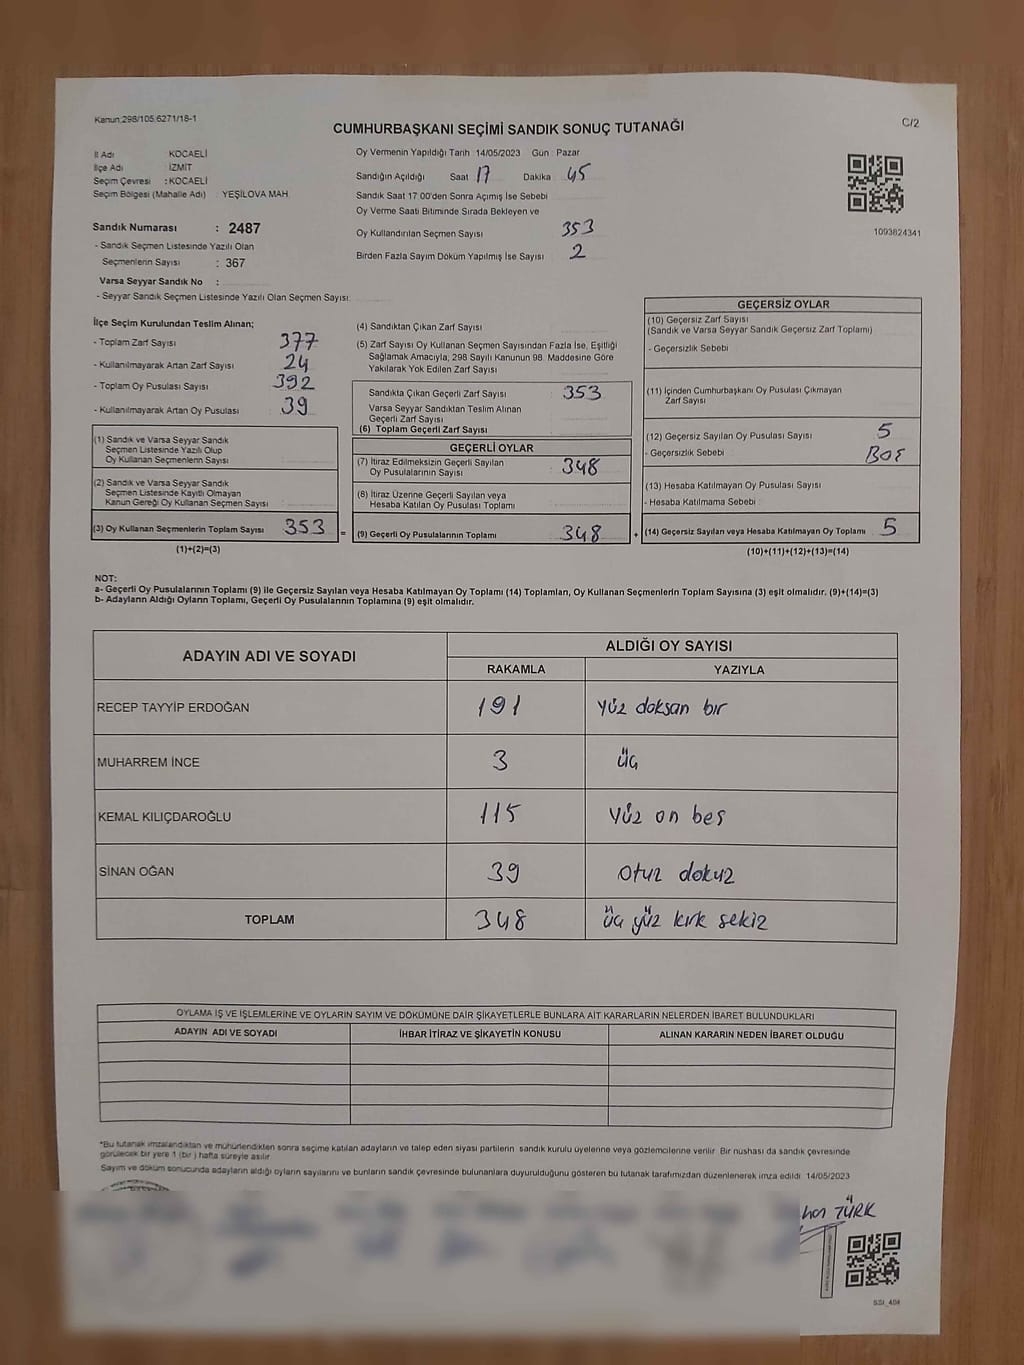 Kanun:298/105,6271/18-1
C/2
CUMHURBAŞKANI SEÇİMİ SANDIK SONUÇ TUTANAĞI
İl Adı : KOCAELİ
İlçe Adı : İZMİT
Seçim Çevresi : KOCAELİ
Seçim Bölgesi (Mahalle Adı) : YEŞİLOVA MAH.
Sandık Numarası : 2487
- Sandık Seçmen Listesinde Yazılı Olan
Seçmenlerin Sayısı : 367
Varsa Seyyar Sandık No :
- Seyyar Sandık Seçmen Listesinde Yazılı Olan Seçmen Sayısı:
Oy Vermenin Yapıldığı Tarih : 14/05/2023 Gün : Pazar
Sandığın Açıldığı Saat 17 Dakika 45
Sandık Saat 17:00'den Sonra Açımış İse Sebebi
Oy Verme Saati Bitiminde Sırada Bekleyen ve
Oy Kullandırılan Seçmen Sayısı 353
Birden Fazla Sayım Döküm Yapılmış İse Sayısı 2
1093824341
İlçe Seçim Kurulundan Teslim Alınan;
- Toplam Zarf Sayısı : 377
- Kullanılmayarak Artan Zarf Sayısı : 24
- Toplam Oy Pusulası Sayısı : 392
- Kullanılmayarak Artan Oy Pusulası : 39
(1) Sandık ve Varsa Seyyar Sandık
Seçmen Listesinde Yazılı Olup
Oy Kullanan Seçmenlerin Sayısı :
(2) Sandık ve Varsa Seyyar Sandık
Seçmen Listesinde Kayıtlı Olmayan
Kanun Gereği Oy Kullanan Seçmen Sayısı :
(3) Oy Kullanan Seçmenlerin Toplam Sayısı : 353 =
(1)+(2)=(3)
(4) Sandıktan Çıkan Zarf Sayısı :
(5) Zarf Sayısı Oy Kullanan Seçmen Sayısından Fazla İse, Eşitliği
Sağlamak Amacıyla, 298 Sayılı Kanunun 98. Maddesine Göre
Yakılarak Yok Edilen Zarf Sayısı :
Sandıkta Çıkan Geçerli Zarf Sayısı : 353
Varsa Seyyar Sandıktan Teslim Alınan
Geçerli Zarf Sayısı :
(6) Toplam Geçerli Zarf Sayısı :
GEÇERLİ OYLAR
(7) İtiraz Edilmeksizin Geçerli Sayılan
Oy Pusulalarının Sayısı : 348
(8) İtiraz Üzerine Geçerli Sayılan veya
Hesaba Katılan Oy Pusulası Toplamı :
(9) Geçerli Oy Pusulalarının Toplamı : 348 +
GEÇERSİZ OYLAR
(10) Geçersiz Zarf Sayısı
(Sandık ve Varsa Seyyar Sandık Geçersiz Zarf Toplamı) :
- Geçersizlik Sebebi :
(11) İçinden Cumhurbaşkanı Oy Pusulası Çıkmayan
Zarf Sayısı :
(12) Geçersiz Sayılan Oy Pusulası Sayısı : 5
- Geçersizlik Sebebi : BOŞ
(13) Hesaba Katılmayan Oy Pusulası Sayısı :
- Hesaba Katılmama Sebebi :
(14) Geçersiz Sayılan veya Hesaba Katılmayan Oy Toplamı : 5
(10)+(11)+(12)+(13)=(14)
NOT:
a- Geçerli Oy Pusulalarının Toplamı (9) ile Geçersiz Sayılan veya Hesaba Katılmayan Oy Toplamı (14) Toplamları, Oy Kullanan Seçmenlerin Toplam Sayısına (3) eşit olmalıdır. (9)+(14)=(3)
b- Adayların Aldığı Oyların Toplamı, Geçerli Oy Pusulalarının Toplamına (9) eşit olmalıdır.
ADAYIN ADI VE SOYADI ALDIĞI OY SAYISI
RAKAMLA YAZIYLA
RECEP TAYYİP ERDOĞAN 191 yüz doksan bir
MUHARREM İNCE 3 üç
KEMAL KILIÇDAROĞLU 115 yüz on beş
SİNAN OĞAN 39 otuz dokuz
TOPLAM 348 üç yüz kırk sekiz
OYLAMA İŞ VE İŞLEMLERİNE VE OYLARIN SAYIM VE DÖKÜMÜNE DAİR ŞİKAYETLERLE BUNLARA AİT KARARLARIN NELERDEN İBARET BULUNDUKLARI
ADAYIN ADI VE SOYADI İHBAR İTİRAZ VE ŞİKAYETİN KONUSU ALINAN KARARIN NEDEN İBARET OLDUĞU
*Bu tutanak imzalandıktan ve mühürlendikten sonra seçime katılan adayların ve talep eden siyasi partilerin sandık kurulu üyelerine veya gözlemcilerine verilir. Bir nushası da sandık çevresinde
görülecek bir yere 1 (bir ) hafta süreyle asılır.
Sayım ve döküm sonucunda adayların aldığı oyların sayılarını ve bunların sandık çevresinde bulunanlara duyurulduğunu gösteren bu tutanak tarafımızdan düzenlenerek imza edildi. 14/05/2023
TÜRK